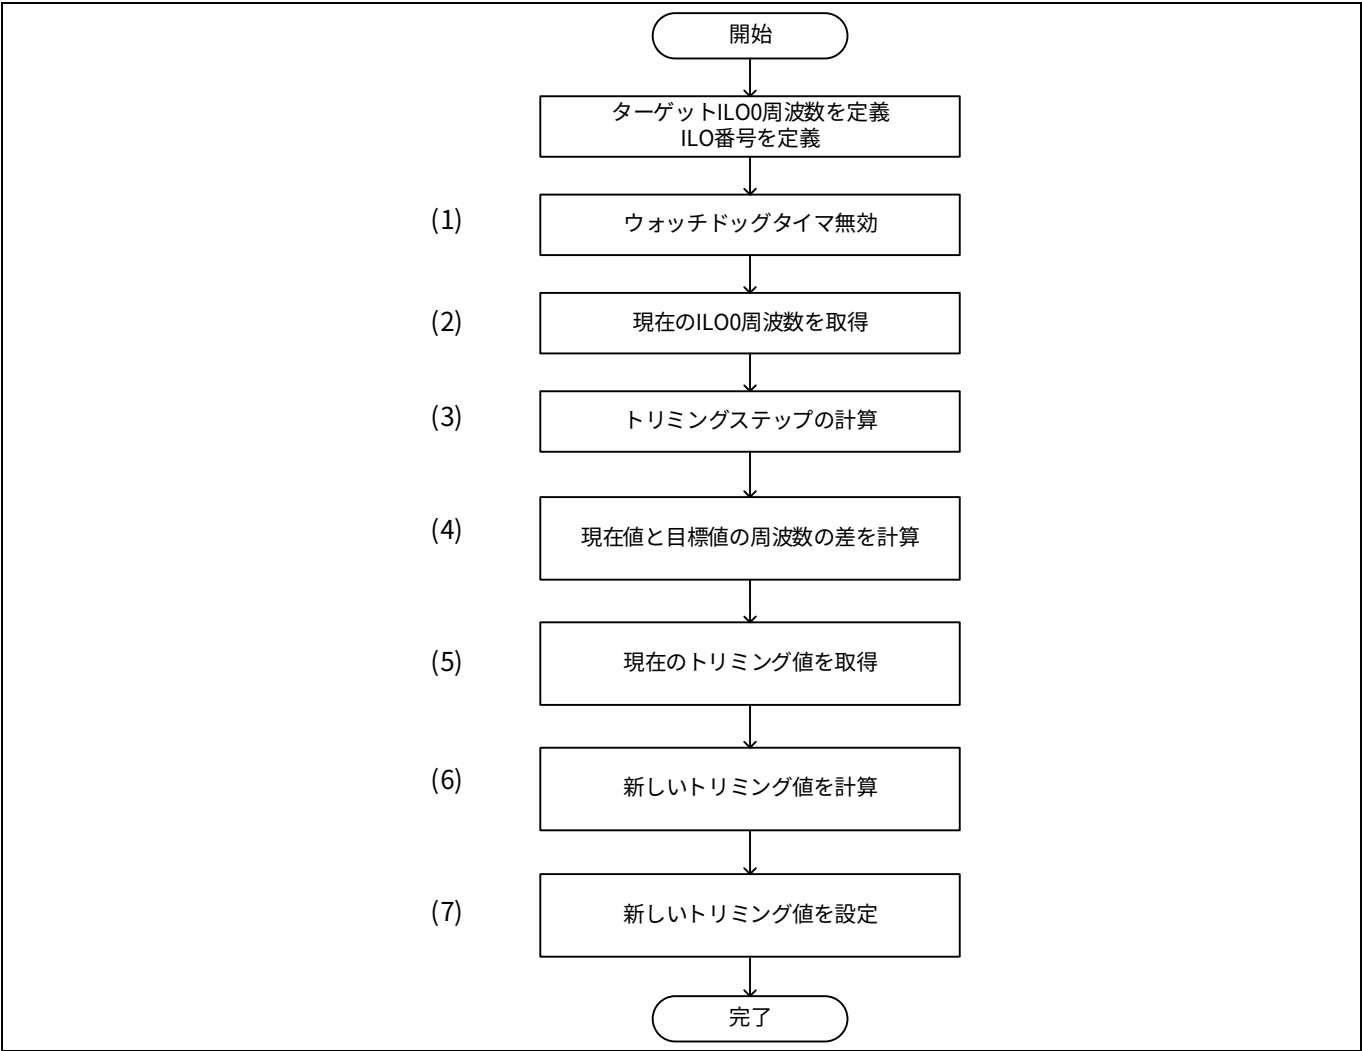 開始
ターゲットILO0周波数を定義
ILO番号を定義
(1) ウォッチドッグタイマ無効
(2) 現在のILO0周波数を取得
(3) トリミングステップの計算
(4) 現在値と目標値の周波数の差を計算
(5) 現在のトリミング値を取得
(6) 新しいトリミング値を計算
(7) 新しいトリミング値を設定
完了